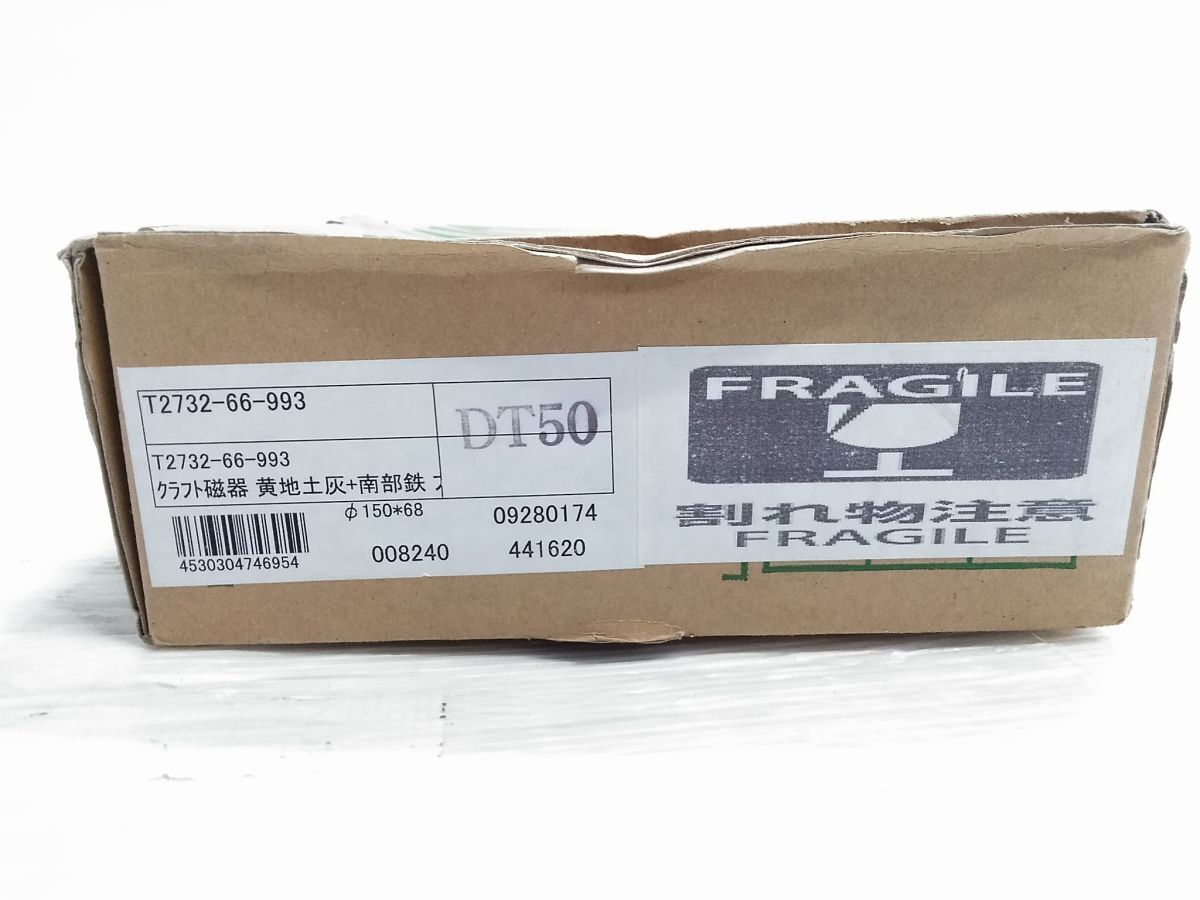 T2732-66-993
DT50
T2732-66-993
クラフト磁器 黄地土灰+南部鉄
φ150*68
09280174
4530304746954
008240
441620
FRAGILE
割れ物注意
FRAGILE